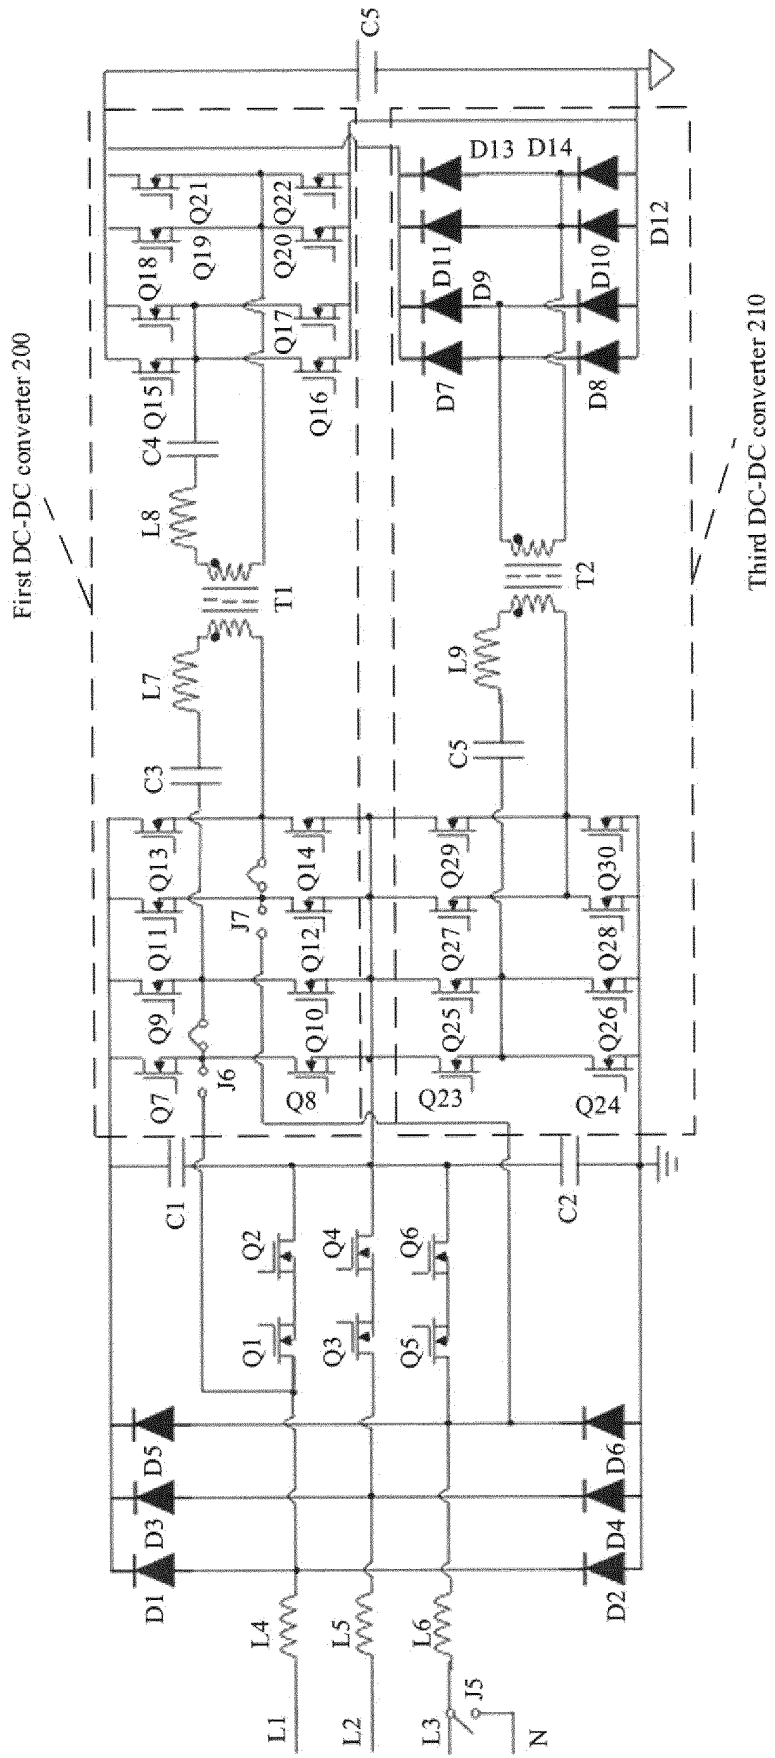 First DC-DC converter 200
Third DC-DC converter 210
L1
L2
L3
N
J5
L4
L5
L6
D1
D3
D5
D2
D4
D6
Q1
Q2
Q3
Q4
Q5
Q6
C1
C2
J6
J7
Q7
Q9
Q11
Q13
Q8
Q10
Q12
Q14
Q23
Q25
Q27
Q29
Q24
Q26
Q28
Q30
C3
L7
T1
L8
C4
C5
L9
T2
Q15
Q18
Q19
Q21
Q16
Q17
Q20
Q22
D7
D9
D11
D13
D14
D8
D10
D12
C5